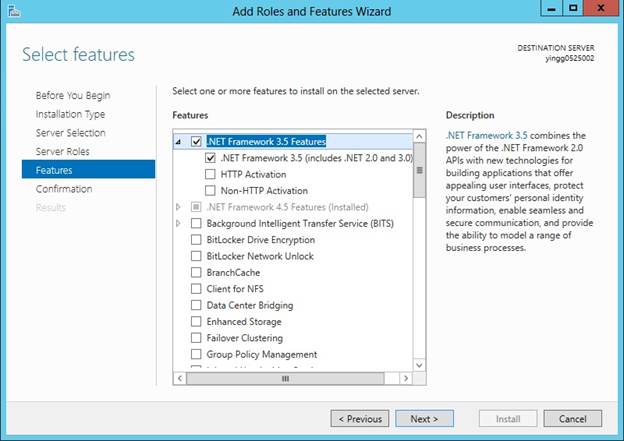 Add Roles and Features Wizard
Select features
DESTINATION SERVER
yingg0525002
Before You Begin
Installation Type
Server Selection
Server Roles
Features
Confirmation
Results
Select one or more features to install on the selected server.
Features
.NET Framework 3.5 Features
.NET Framework 3.5 (includes .NET 2.0 and 3.0)
HTTP Activation
Non-HTTP Activation
.NET Framework 4.5 Features (Installed)
Background Intelligent Transfer Service (BITS)
BitLocker Drive Encryption
BitLocker Network Unlock
BranchCache
Client for NFS
Data Center Bridging
Enhanced Storage
Failover Clustering
Group Policy Management
Description
.NET Framework 3.5 combines the
power of the .NET Framework 2.0
APIs with new technologies for
building applications that offer
appealing user interfaces, protect
your customers' personal identity
information, enable seamless and
secure communication, and provide
the ability to model a range of
business processes.
< Previous
Next >
Install
Cancel